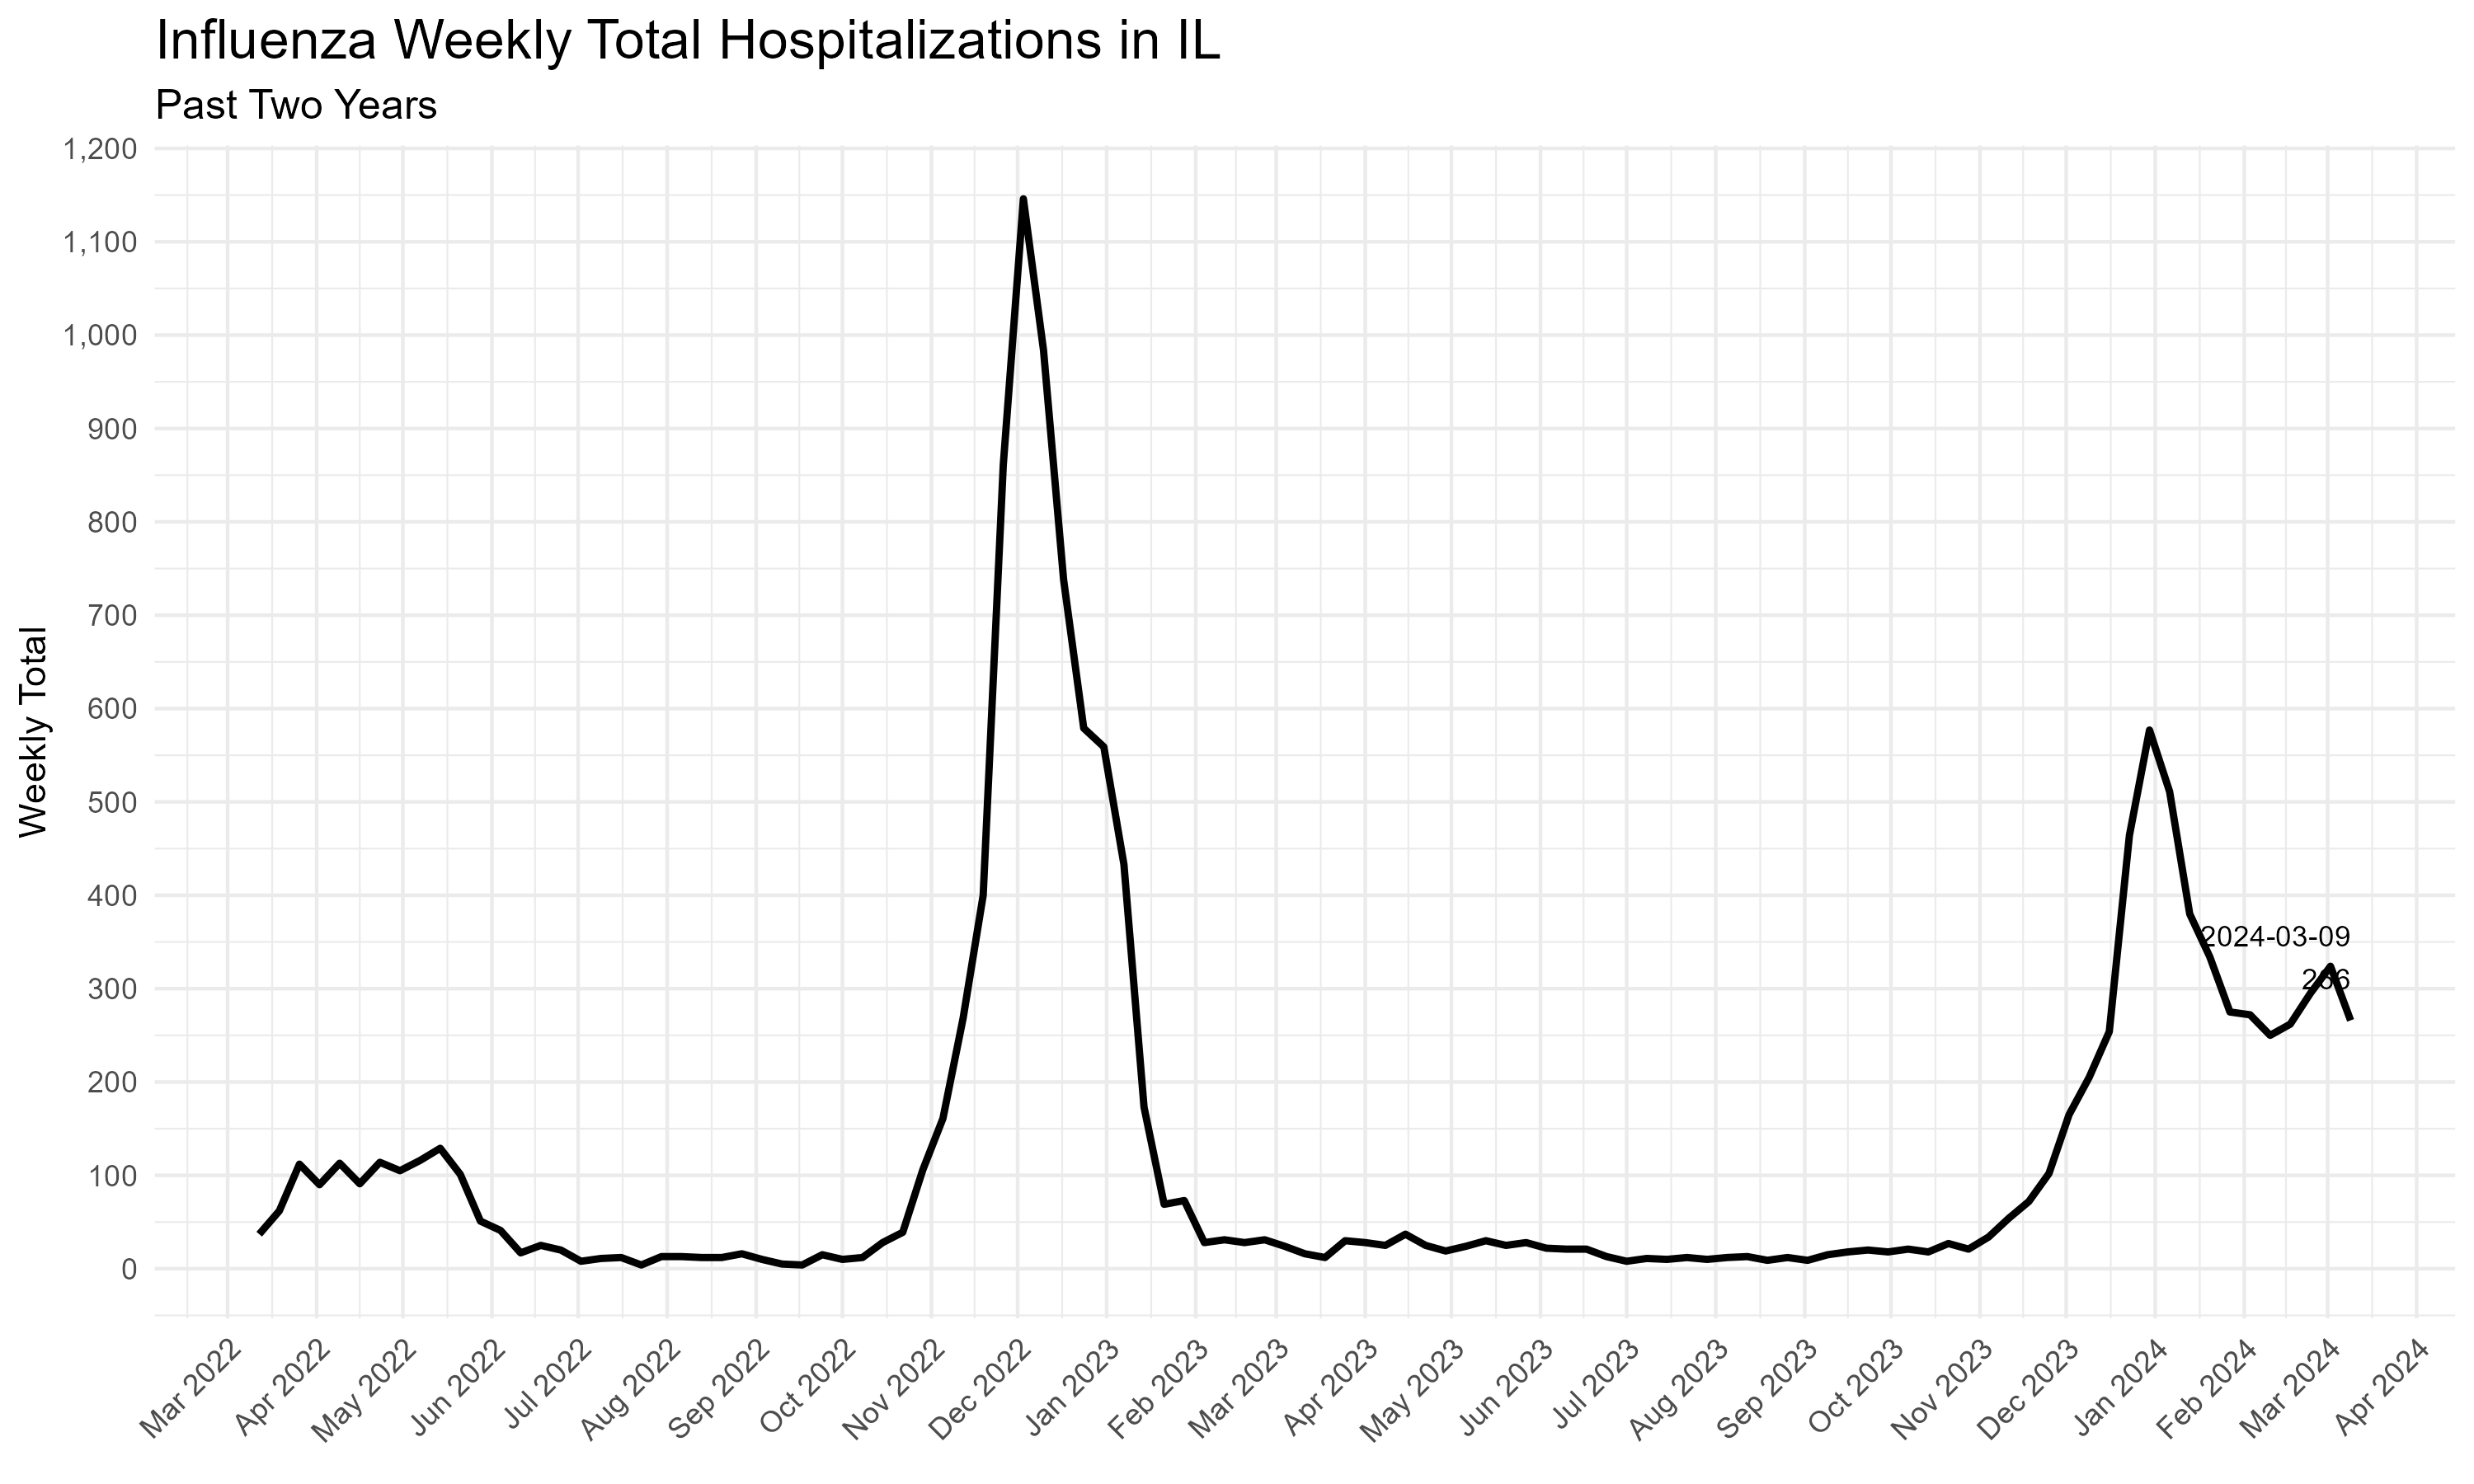 Influenza Weekly Total Hospitalizations in IL
Past Two Years
Weekly Total
1,200
1,100
1,000
900
800
700
600
500
400
300
200
100
0
2024-03-09
266
Mar 2022
Apr 2022
May 2022
Jun 2022
Jul 2022
Aug 2022
Sep 2022
Oct 2022
Nov 2022
Dec 2022
Jan 2023
Feb 2023
Mar 2023
Apr 2023
May 2023
Jun 2023
Jul 2023
Aug 2023
Sep 2023
Oct 2023
Nov 2023
Dec 2023
Jan 2024
Feb 2024
Mar 2024
Apr 2024